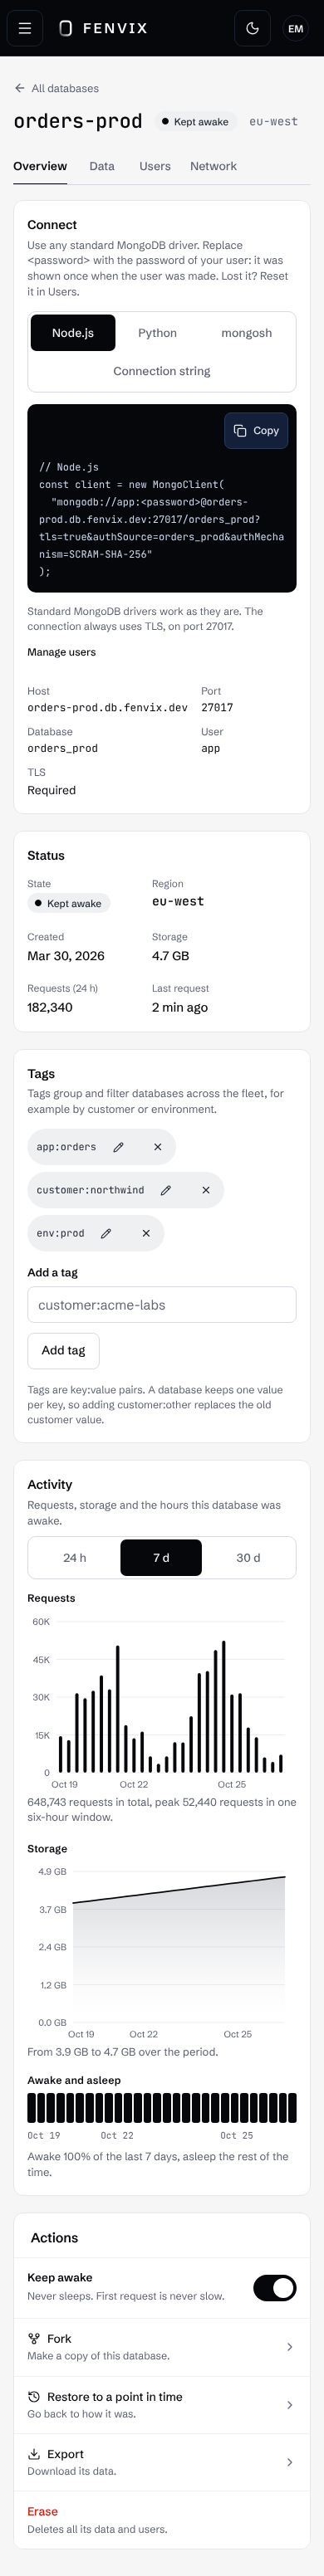 FENVIX
EM
All databases
orders-prod
Kept awake
eu-west
Overview
Data
Users
Network
Connect
Use any standard MongoDB driver. Replace
<password> with the password of your user: it was
shown once when the user was made. Lost it? Reset
it in Users.
Node.js
Python
mongosh
Connection string
Copy
// Node.js
const client = new MongoClient(
"mongodb://app:<password>@orders-
prod.db.fenvix.dev:27017/orders_prod?
tls=true&authSource=orders_prod&authMecha
nism=SCRAM-SHA-256"
);
Standard MongoDB drivers work as they are. The
connection always uses TLS, on port 27017.
Manage users
Host
Port
orders-prod.db.fenvix.dev
27017
Database
User
orders_prod
app
TLS
Required
Status
State
Region
Kept awake
eu-west
Created
Storage
Mar 30, 2026
4.7 GB
Requests (24 h)
Last request
182,340
2 min ago
Tags
Tags group and filter databases across the fleet, for
example by customer or environment.
app:orders
customer:northwind
env:prod
Add a tag
customer:acme-labs
Add tag
Tags are key:value pairs. A database keeps one value
per key, so adding customer:other replaces the old
customer value.
Activity
Requests, storage and the hours this database was
awake.
24 h
7 d
30 d
Requests
60K
45K
30K
15K
0
Oct 19
Oct 22
Oct 25
648,743 requests in total, peak 52,440 requests in one
six-hour window.
Storage
4.9 GB
3.7 GB
2.4 GB
1.2 GB
0.0 GB
Oct 19
Oct 22
Oct 25
From 3.9 GB to 4.7 GB over the period.
Awake and asleep
Oct 19
Oct 22
Oct 25
Awake 100% of the last 7 days, asleep the rest of the
time.
Actions
Keep awake
Never sleeps. First request is never slow.
Fork
Make a copy of this database.
Restore to a point in time
Go back to how it was.
Export
Download its data.
Erase
Deletes all its data and users.